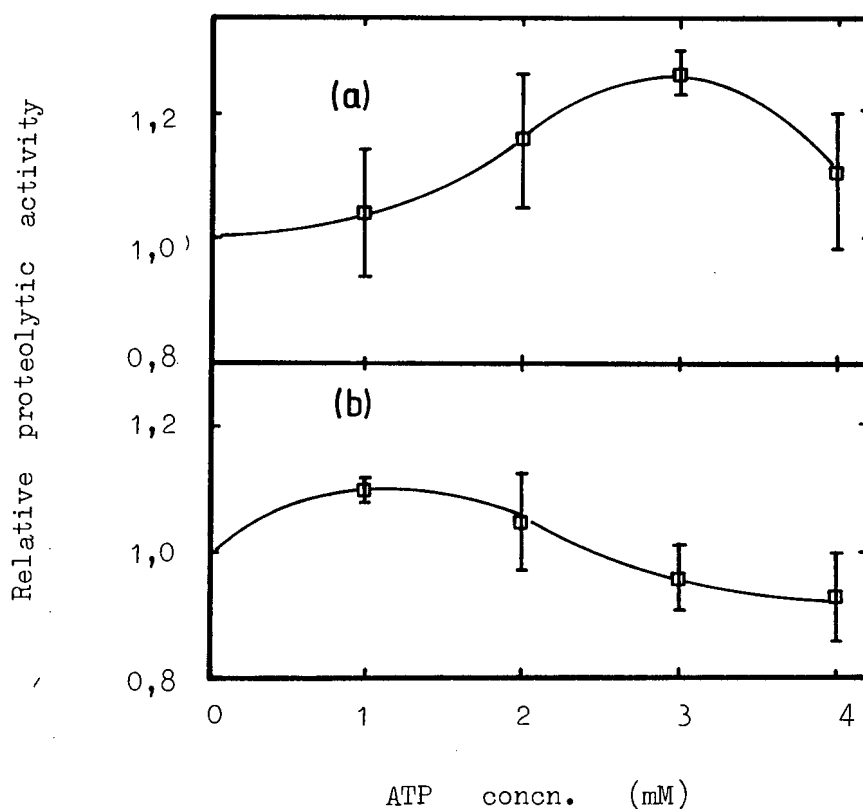 Relative proteolytic activity
(a)
1,2
1,0
0,8
(b)
1,2
1,0
0,8
0 1 2 3 4
ATP concn. (mM)